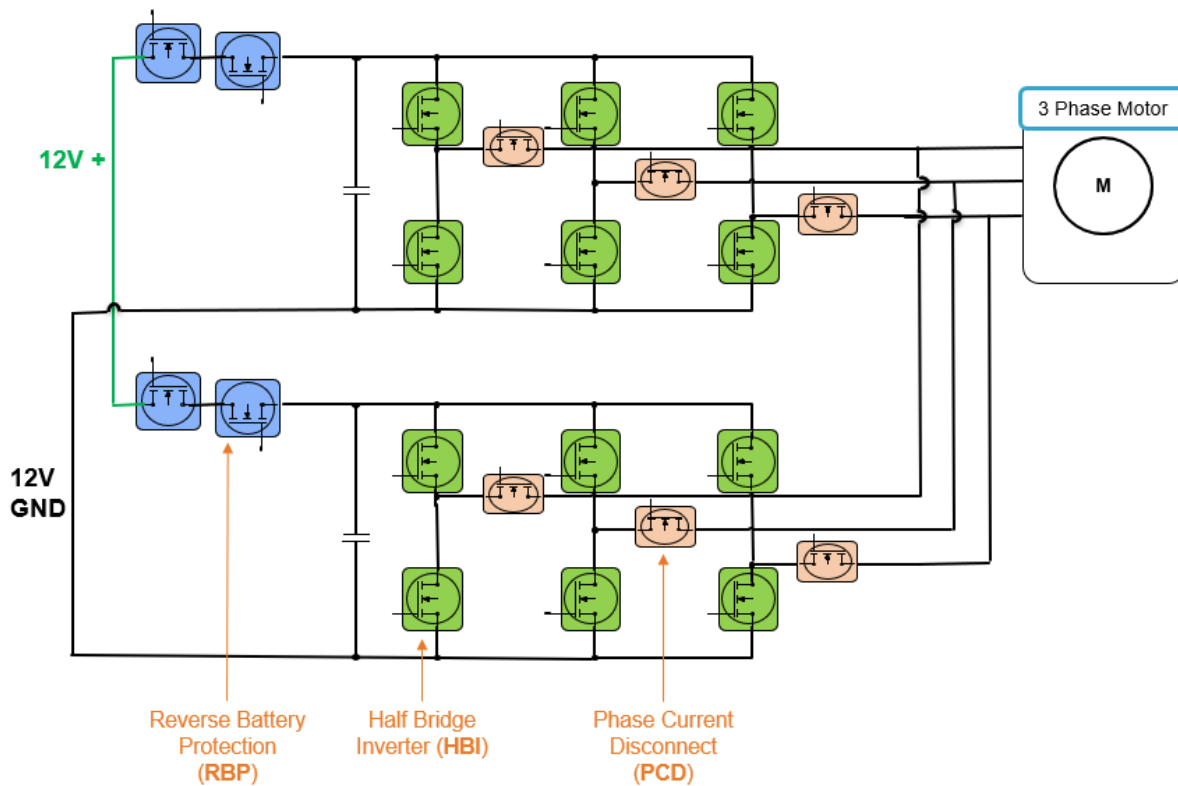 3 Phase Motor
12V +
M
12V
GND
Reverse Battery
Protection
(RBP)
Half Bridge
Inverter (HBI)
Phase Current
Disconnect
(PCD)